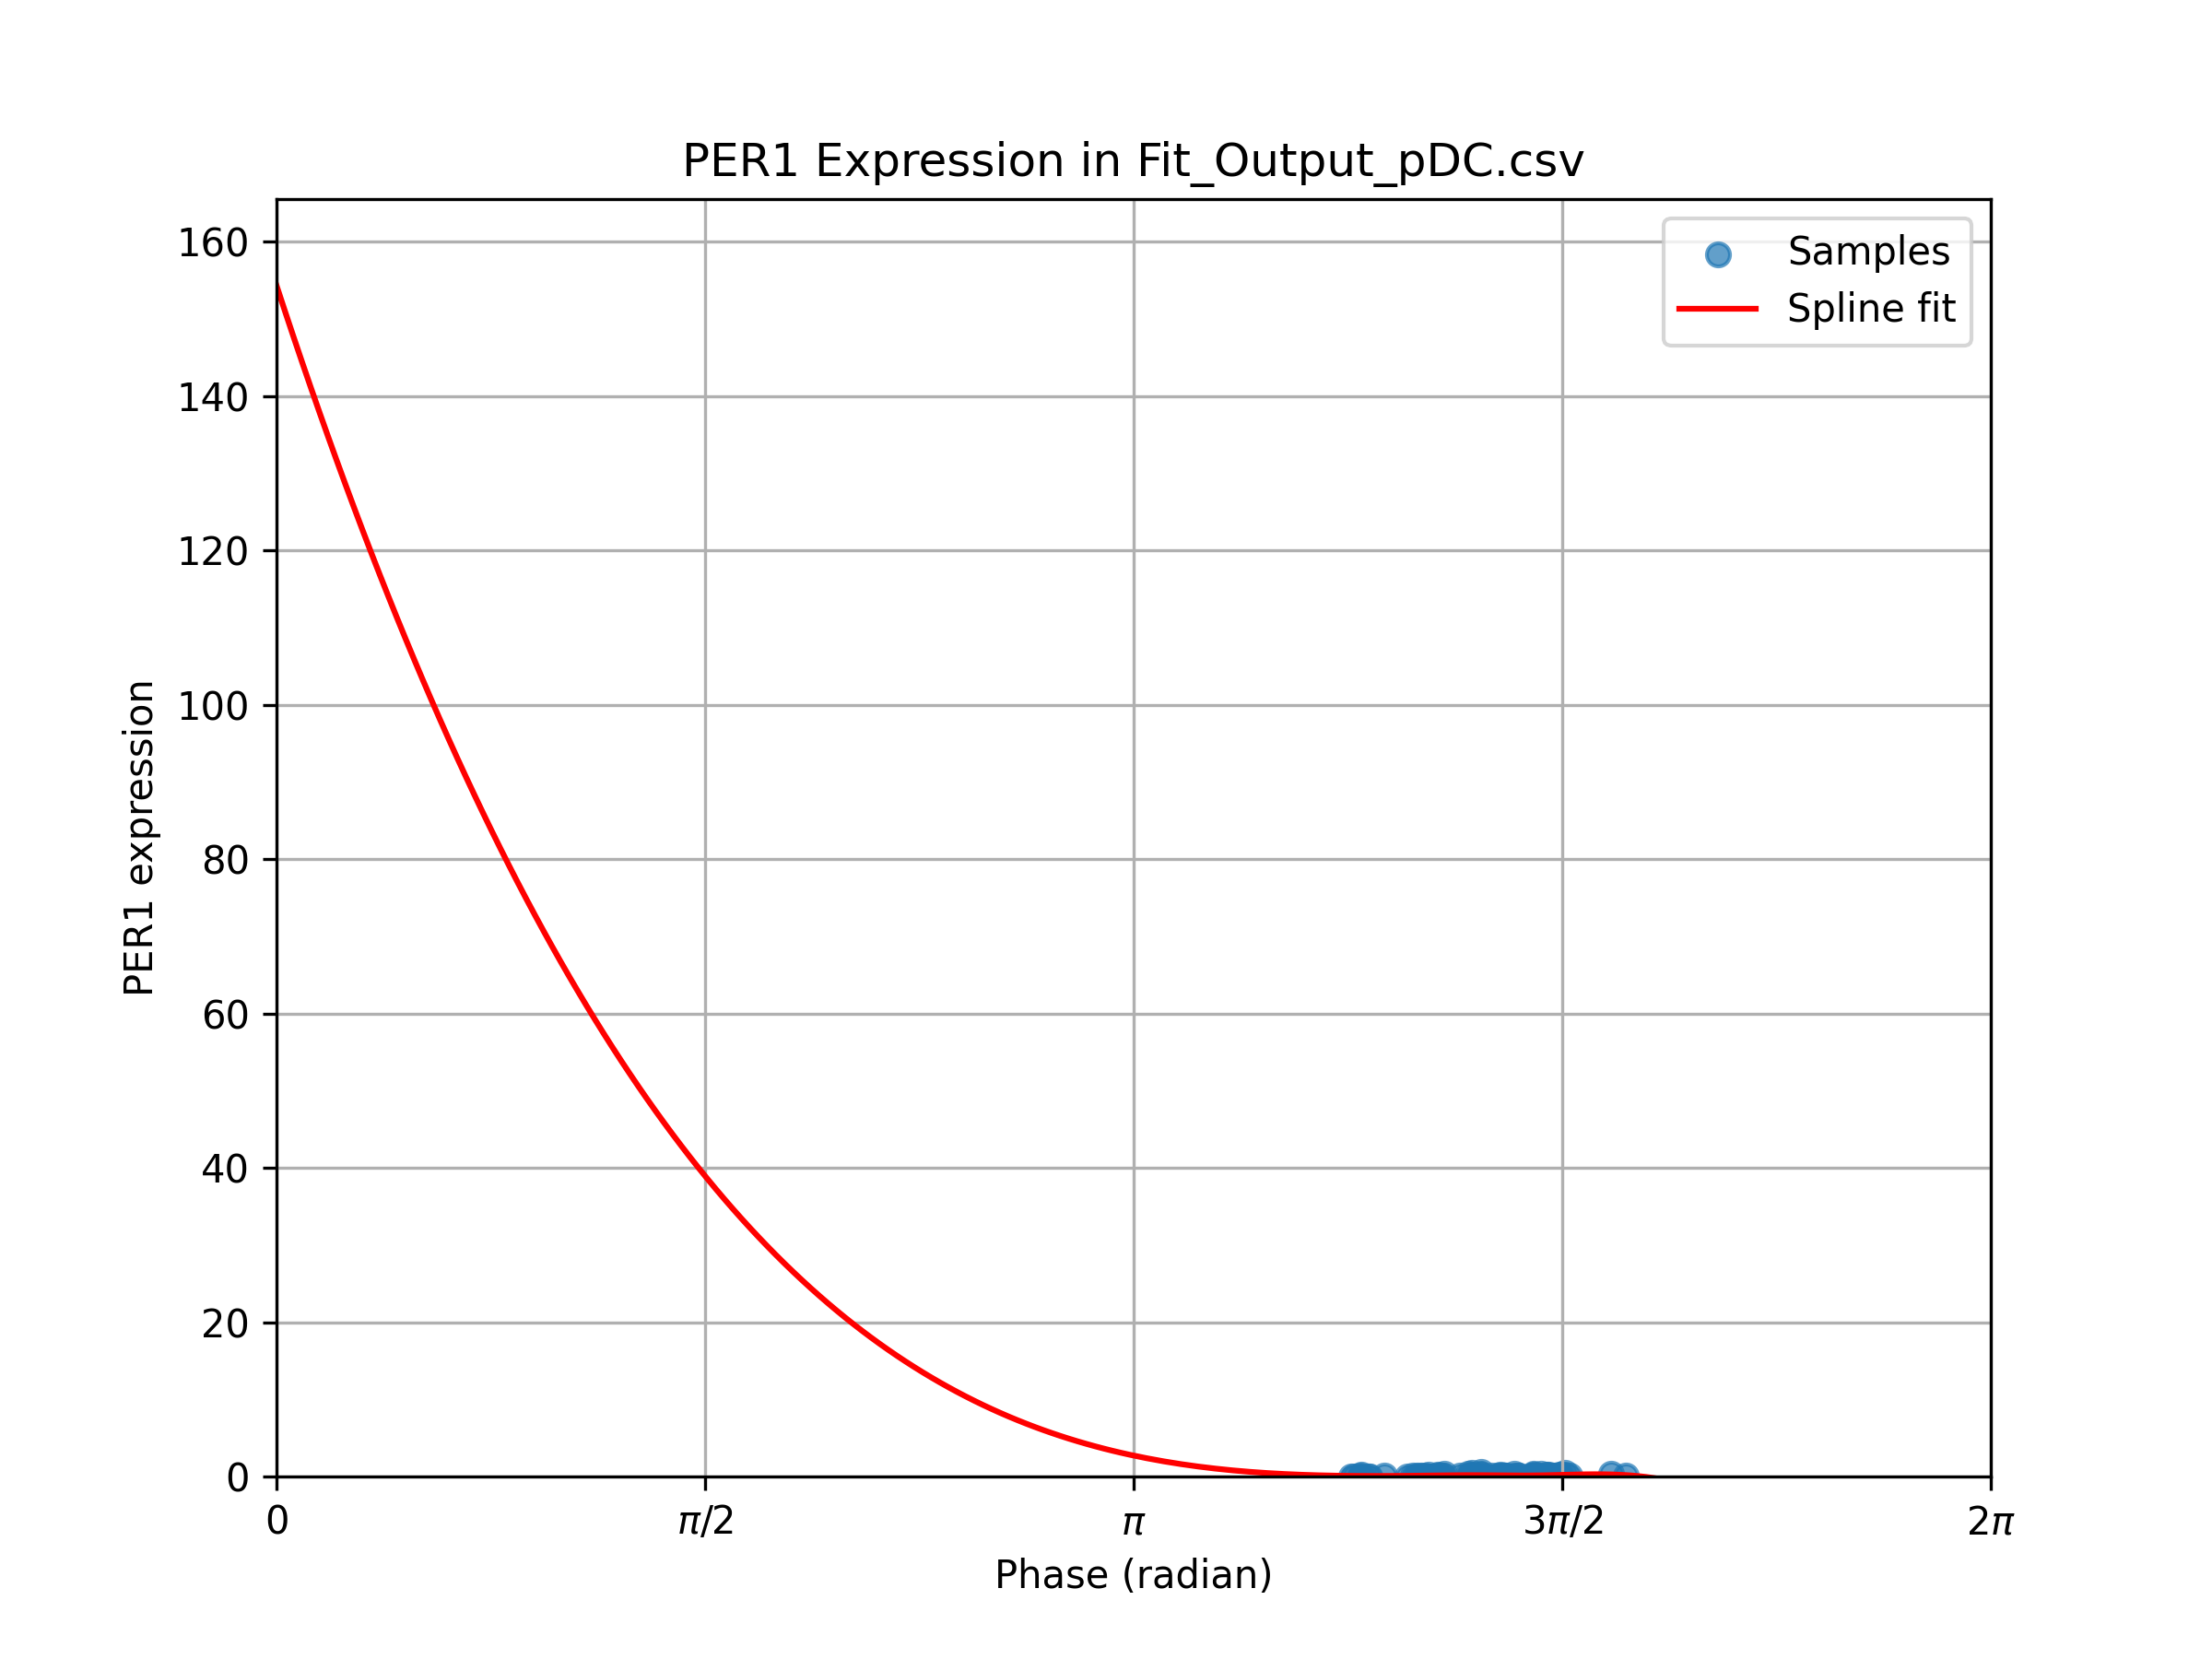 PER1 Expression in Fit_Output_pDC.csv
Samples
Spline fit
160
140
120
100
80
60
40
20
0
PER1 expression
0
π/2
π
3π/2
2π
Phase (radian)